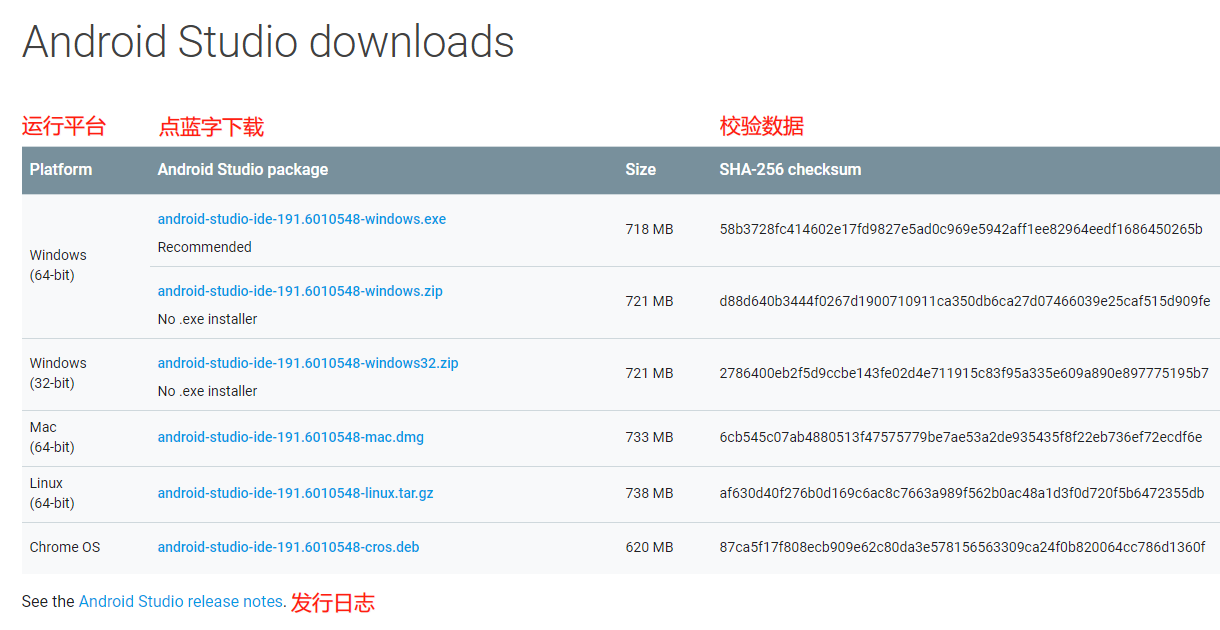 Android Studio downloads
运行平台 点蓝字下载 校验数据
Platform Android Studio package Size SHA-256 checksum
Windows (64-bit)
android-studio-ide-191.6010548-windows.exe 718 MB 58b3728fc414602e17fd9827e5ad0c969e5942aff1ee82964eedf1686450265b
Recommended
android-studio-ide-191.6010548-windows.zip 721 MB d88d640b3444f0267d1900710911ca350db6ca27d07466039e25caf515d909fe
No .exe installer
Windows (32-bit)
android-studio-ide-191.6010548-windows32.zip 721 MB 2786400eb2f5d9ccbe143fe02d4e711915c83f95a335e609a890e897775195b7
No .exe installer
Mac (64-bit)
android-studio-ide-191.6010548-mac.dmg 733 MB 6cb545c07ab4880513f47575779be7ae53a2de935435f8f22eb736ef72ecdf6e
Linux (64-bit)
android-studio-ide-191.6010548-linux.tar.gz 738 MB af630d40f276b0d169c6ac8c7663a989f562b0ac48a1d3f0d720f5b6472355db
Chrome OS android-studio-ide-191.6010548-cros.deb 620 MB 87ca5f17f808ecb909e62c80da3e578156563309ca24f0b820064cc786d1360f
See the Android Studio release notes. 发行日志